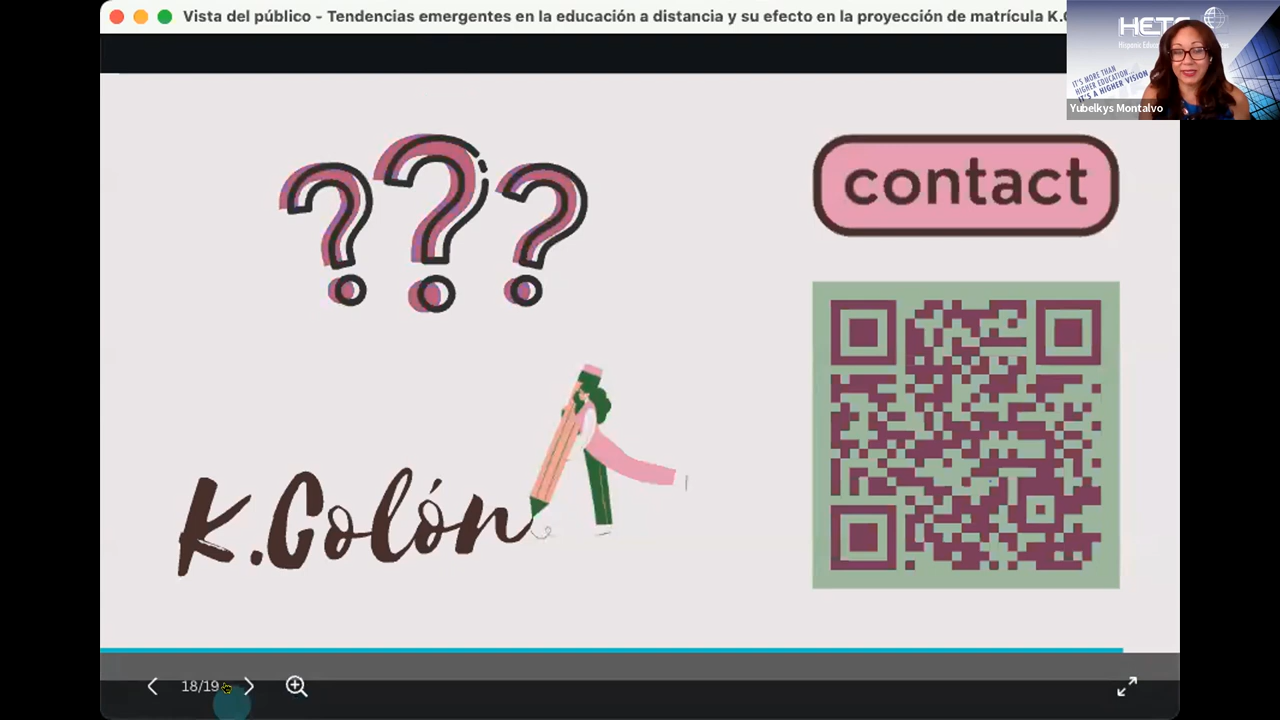 Vista del público - Tendencias emergentes en la educación a distancia y su efecto en la proyección de matrícula K.
HETS
IT'S MORE THAN
HIGHER EDUCATION
IT'S A HIGHER VISION
Yubelkys Montalvo
???
contact
K.Colón
18/19